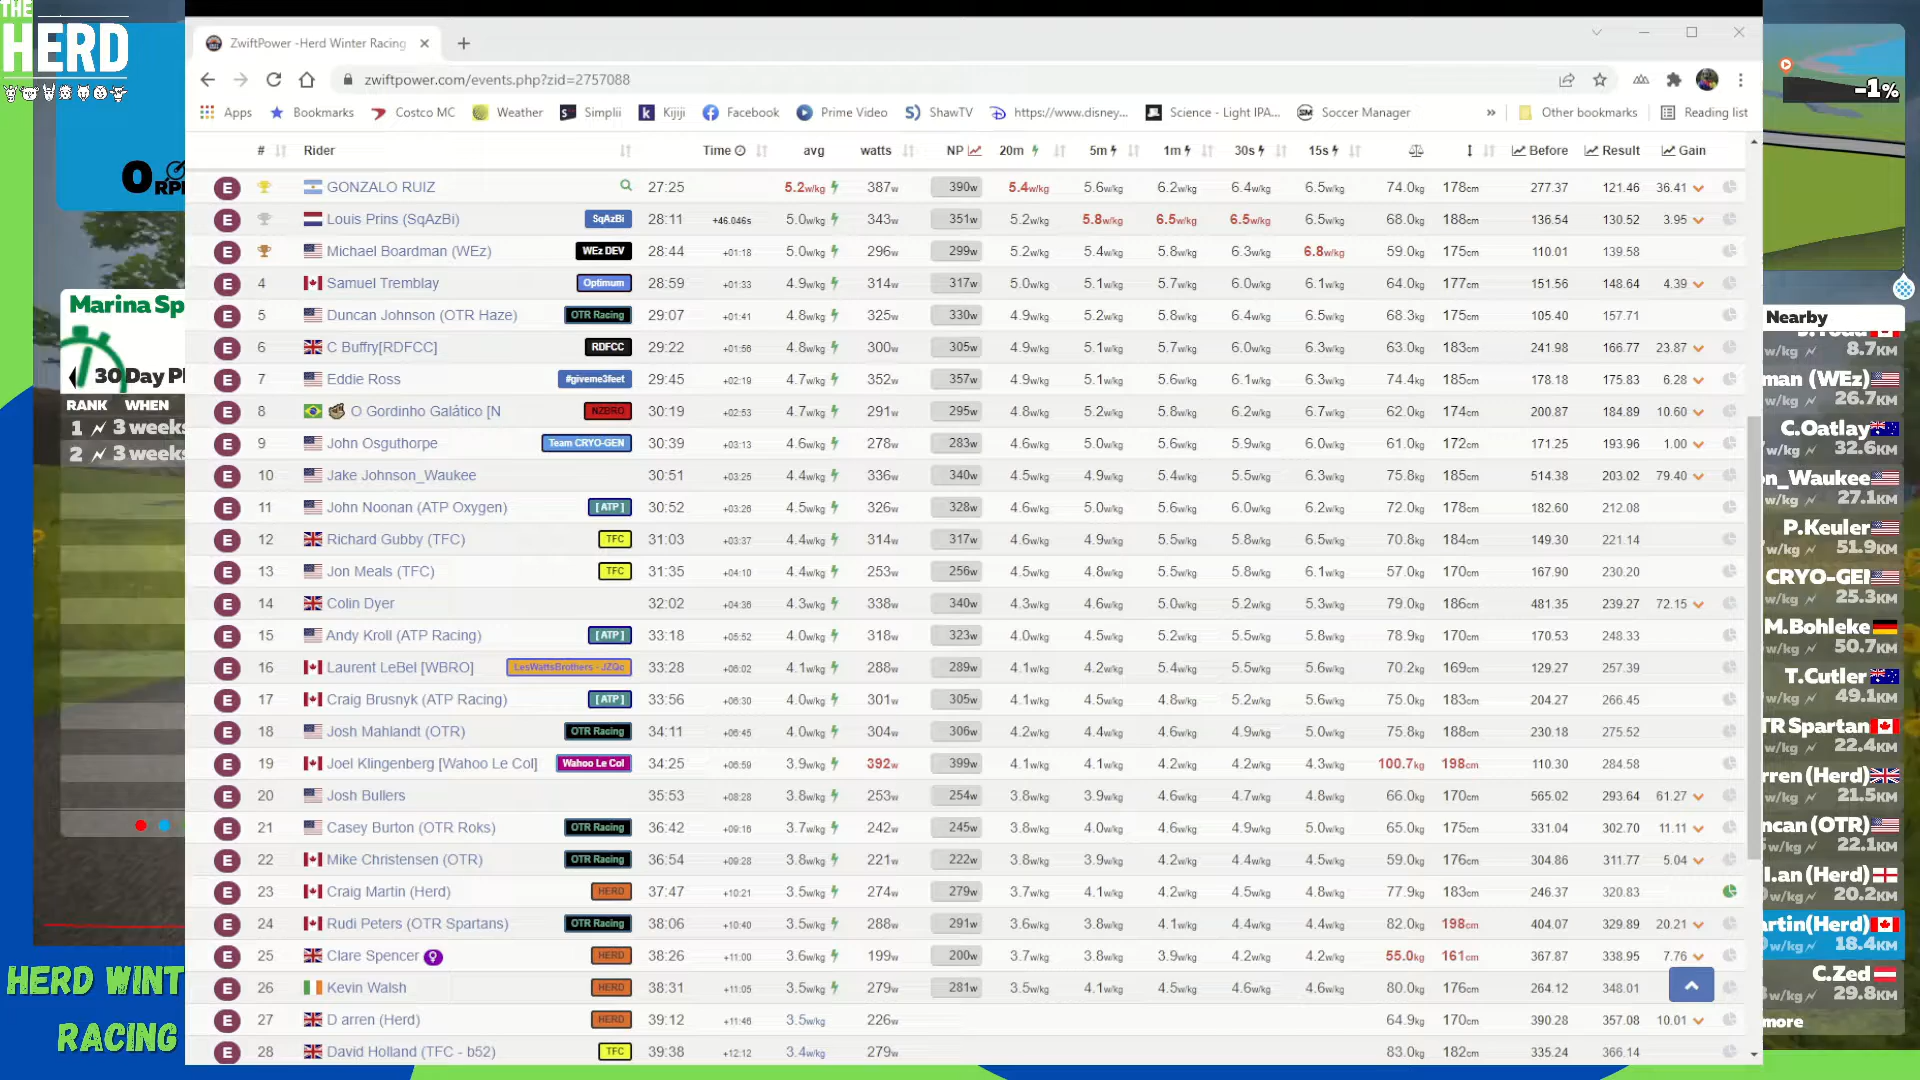 THE
HERD
ZwiftPower -Herd Winter Racing
zwiftpower.com/events.php?zid=2757088
Apps Bookmarks Costco MC Weather Simplii Kijiji Facebook Prime Video ShawTV https://www.disney... Science - Light IPA... Soccer Manager » Other bookmarks Reading list
# Rider Time avg watts NP 20m 5m 1m 30s 15s Before Result Gain
E GONZALO RUIZ 27:25 5.2w/kg 387w 390w 5.4w/kg 5.6w/kg 6.2w/kg 6.4w/kg 6.5w/kg 74.0kg 178cm 277.37 121.46 36.41
E Louis Prins (SqAzBi) SqAzBi 28:11 +46.046s 5.0w/kg 343w 351w 5.2w/kg 5.8w/kg 6.5w/kg 6.5w/kg 6.5w/kg 68.0kg 188cm 136.54 130.52 3.95
E Michael Boardman (WEz) WEz DEV 28:44 +01:18 5.0w/kg 296w 299w 5.2w/kg 5.4w/kg 5.8w/kg 6.3w/kg 6.8w/kg 59.0kg 175cm 110.01 139.58
E 4 Samuel Tremblay Optimum 28:59 +01:33 4.9w/kg 314w 317w 5.0w/kg 5.1w/kg 5.7w/kg 6.0w/kg 6.1w/kg 64.0kg 177cm 151.56 148.64 4.39
E 5 Duncan Johnson (OTR Haze) OTR Racing 29:07 +01:41 4.8w/kg 325w 330w 4.9w/kg 5.2w/kg 5.8w/kg 6.4w/kg 6.5w/kg 68.3kg 175cm 105.40 157.71
E 6 C Buffry[RDFCC] RDFCC 29:22 +01:56 4.8w/kg 300w 305w 4.9w/kg 5.1w/kg 5.7w/kg 6.0w/kg 6.3w/kg 63.0kg 183cm 241.98 166.77 23.87
E 7 Eddie Ross #giveme3feet 29:45 +02:19 4.7w/kg 352w 357w 4.9w/kg 5.1w/kg 5.6w/kg 6.1w/kg 6.3w/kg 74.4kg 185cm 178.18 175.83 6.28
E 8 O Gordinho Galático [N NZBRO 30:19 +02:53 4.7w/kg 291w 295w 4.8w/kg 5.2w/kg 5.8w/kg 6.2w/kg 6.7w/kg 62.0kg 174cm 200.87 184.89 10.60
E 9 John Osguthorpe Team CRYO-GEN 30:39 +03:13 4.6w/kg 278w 283w 4.6w/kg 5.0w/kg 5.6w/kg 5.9w/kg 6.0w/kg 61.0kg 172cm 171.25 193.96 1.00
E 10 Jake Johnson_Waukee 30:51 +03:25 4.4w/kg 336w 340w 4.5w/kg 4.9w/kg 5.4w/kg 5.5w/kg 6.3w/kg 75.8kg 185cm 514.38 203.02 79.40
E 11 John Noonan (ATP Oxygen) [ATP] 30:52 +03:26 4.5w/kg 326w 328w 4.6w/kg 5.0w/kg 5.6w/kg 6.0w/kg 6.2w/kg 72.0kg 178cm 182.60 212.08
E 12 Richard Gubby (TFC) TFC 31:03 +03:37 4.4w/kg 314w 317w 4.6w/kg 4.9w/kg 5.5w/kg 5.8w/kg 6.5w/kg 70.8kg 184cm 149.30 221.14
E 13 Jon Meals (TFC) TFC 31:35 +04:10 4.4w/kg 253w 256w 4.5w/kg 4.8w/kg 5.5w/kg 5.8w/kg 6.1w/kg 57.0kg 170cm 167.90 230.20
E 14 Colin Dyer 32:02 +04:36 4.3w/kg 338w 340w 4.3w/kg 4.6w/kg 5.0w/kg 5.2w/kg 5.3w/kg 79.0kg 186cm 481.35 239.27 72.15
E 15 Andy Kroll (ATP Racing) [ATP] 33:18 +05:52 4.0w/kg 318w 323w 4.0w/kg 4.5w/kg 5.2w/kg 5.5w/kg 5.8w/kg 78.9kg 170cm 170.53 248.33
E 16 Laurent LeBel [WBRO] LesWattsBrothers - JZQc 33:28 +06:02 4.1w/kg 288w 289w 4.1w/kg 4.2w/kg 5.4w/kg 5.5w/kg 5.6w/kg 70.2kg 169cm 129.27 257.39
E 17 Craig Brusnyk (ATP Racing) [ATP] 33:56 +06:30 4.0w/kg 301w 305w 4.1w/kg 4.5w/kg 4.8w/kg 5.2w/kg 5.6w/kg 75.0kg 183cm 204.27 266.45
E 18 Josh Mahlandt (OTR) OTR Racing 34:11 +06:45 4.0w/kg 304w 306w 4.2w/kg 4.4w/kg 4.6w/kg 4.9w/kg 5.0w/kg 75.8kg 188cm 230.18 275.52
E 19 Joel Klingenberg [Wahoo Le Col] Wahoo Le Col 34:25 +06:59 3.9w/kg 392w 399w 4.1w/kg 4.1w/kg 4.2w/kg 4.2w/kg 4.3w/kg 100.7kg 198cm 110.30 284.58
E 20 Josh Bullers 35:53 +08:28 3.8w/kg 253w 254w 3.8w/kg 3.9w/kg 4.6w/kg 4.7w/kg 4.8w/kg 66.0kg 170cm 565.02 293.64 61.27
E 21 Casey Burton (OTR Roks) OTR Racing 36:42 +09:16 3.7w/kg 242w 245w 3.8w/kg 4.0w/kg 4.6w/kg 4.9w/kg 5.0w/kg 65.0kg 175cm 331.04 302.70 11.11
E 22 Mike Christensen (OTR) OTR Racing 36:54 +09:28 3.8w/kg 221w 222w 3.8w/kg 3.9w/kg 4.2w/kg 4.4w/kg 4.5w/kg 59.0kg 176cm 304.86 311.77 5.04
E 23 Craig Martin (Herd) HERD 37:47 +10:21 3.5w/kg 274w 279w 3.7w/kg 4.1w/kg 4.2w/kg 4.5w/kg 4.8w/kg 77.9kg 183cm 246.37 320.83
E 24 Rudi Peters (OTR Spartans) OTR Racing 38:06 +10:40 3.5w/kg 288w 291w 3.6w/kg 3.8w/kg 4.1w/kg 4.4w/kg 4.4w/kg 82.0kg 198cm 404.07 329.89 20.21
E 25 Clare Spencer HERD 38:26 +11:00 3.6w/kg 199w 200w 3.7w/kg 3.8w/kg 3.9w/kg 4.2w/kg 4.2w/kg 55.0kg 161cm 367.87 338.95 7.76
E 26 Kevin Walsh HERD 38:31 +11:05 3.5w/kg 279w 281w 3.5w/kg 4.1w/kg 4.5w/kg 4.6w/kg 4.6w/kg 80.0kg 176cm 264.12 348.01
E 27 D arren (Herd) HERD 39:12 +11:46 3.5w/kg 226w 64.9kg 170cm 390.28 357.08 10.01
E 28 David Holland (TFC - b52) TFC 39:38 +12:12 3.4w/kg 279w 83.0kg 182cm 335.24 366.14
0 RPM
Marina Sp
30 Day P
RANK WHEN
1 3 weeks
2 3 weeks
HERD WINT
RACING
-1%
Nearby
w/kg 8.7KM
man (WEz)
w/kg 26.7KM
C.Oatlay
w/kg 32.6KM
n_Waukee
w/kg 27.1KM
P.Keuler
w/kg 51.9KM
CRYO-GEI
w/kg 25.3KM
M.Bohleke
w/kg 50.7KM
T.Cutler
w/kg 49.1KM
TR Spartan
w/kg 22.4KM
rren (Herd)
w/kg 21.5KM
ncan (OTR)
w/kg 22.1KM
I.an (Herd)
w/kg 20.2KM
artin(Herd)
w/kg 18.4KM
C.Zed
w/kg 29.8KM
more